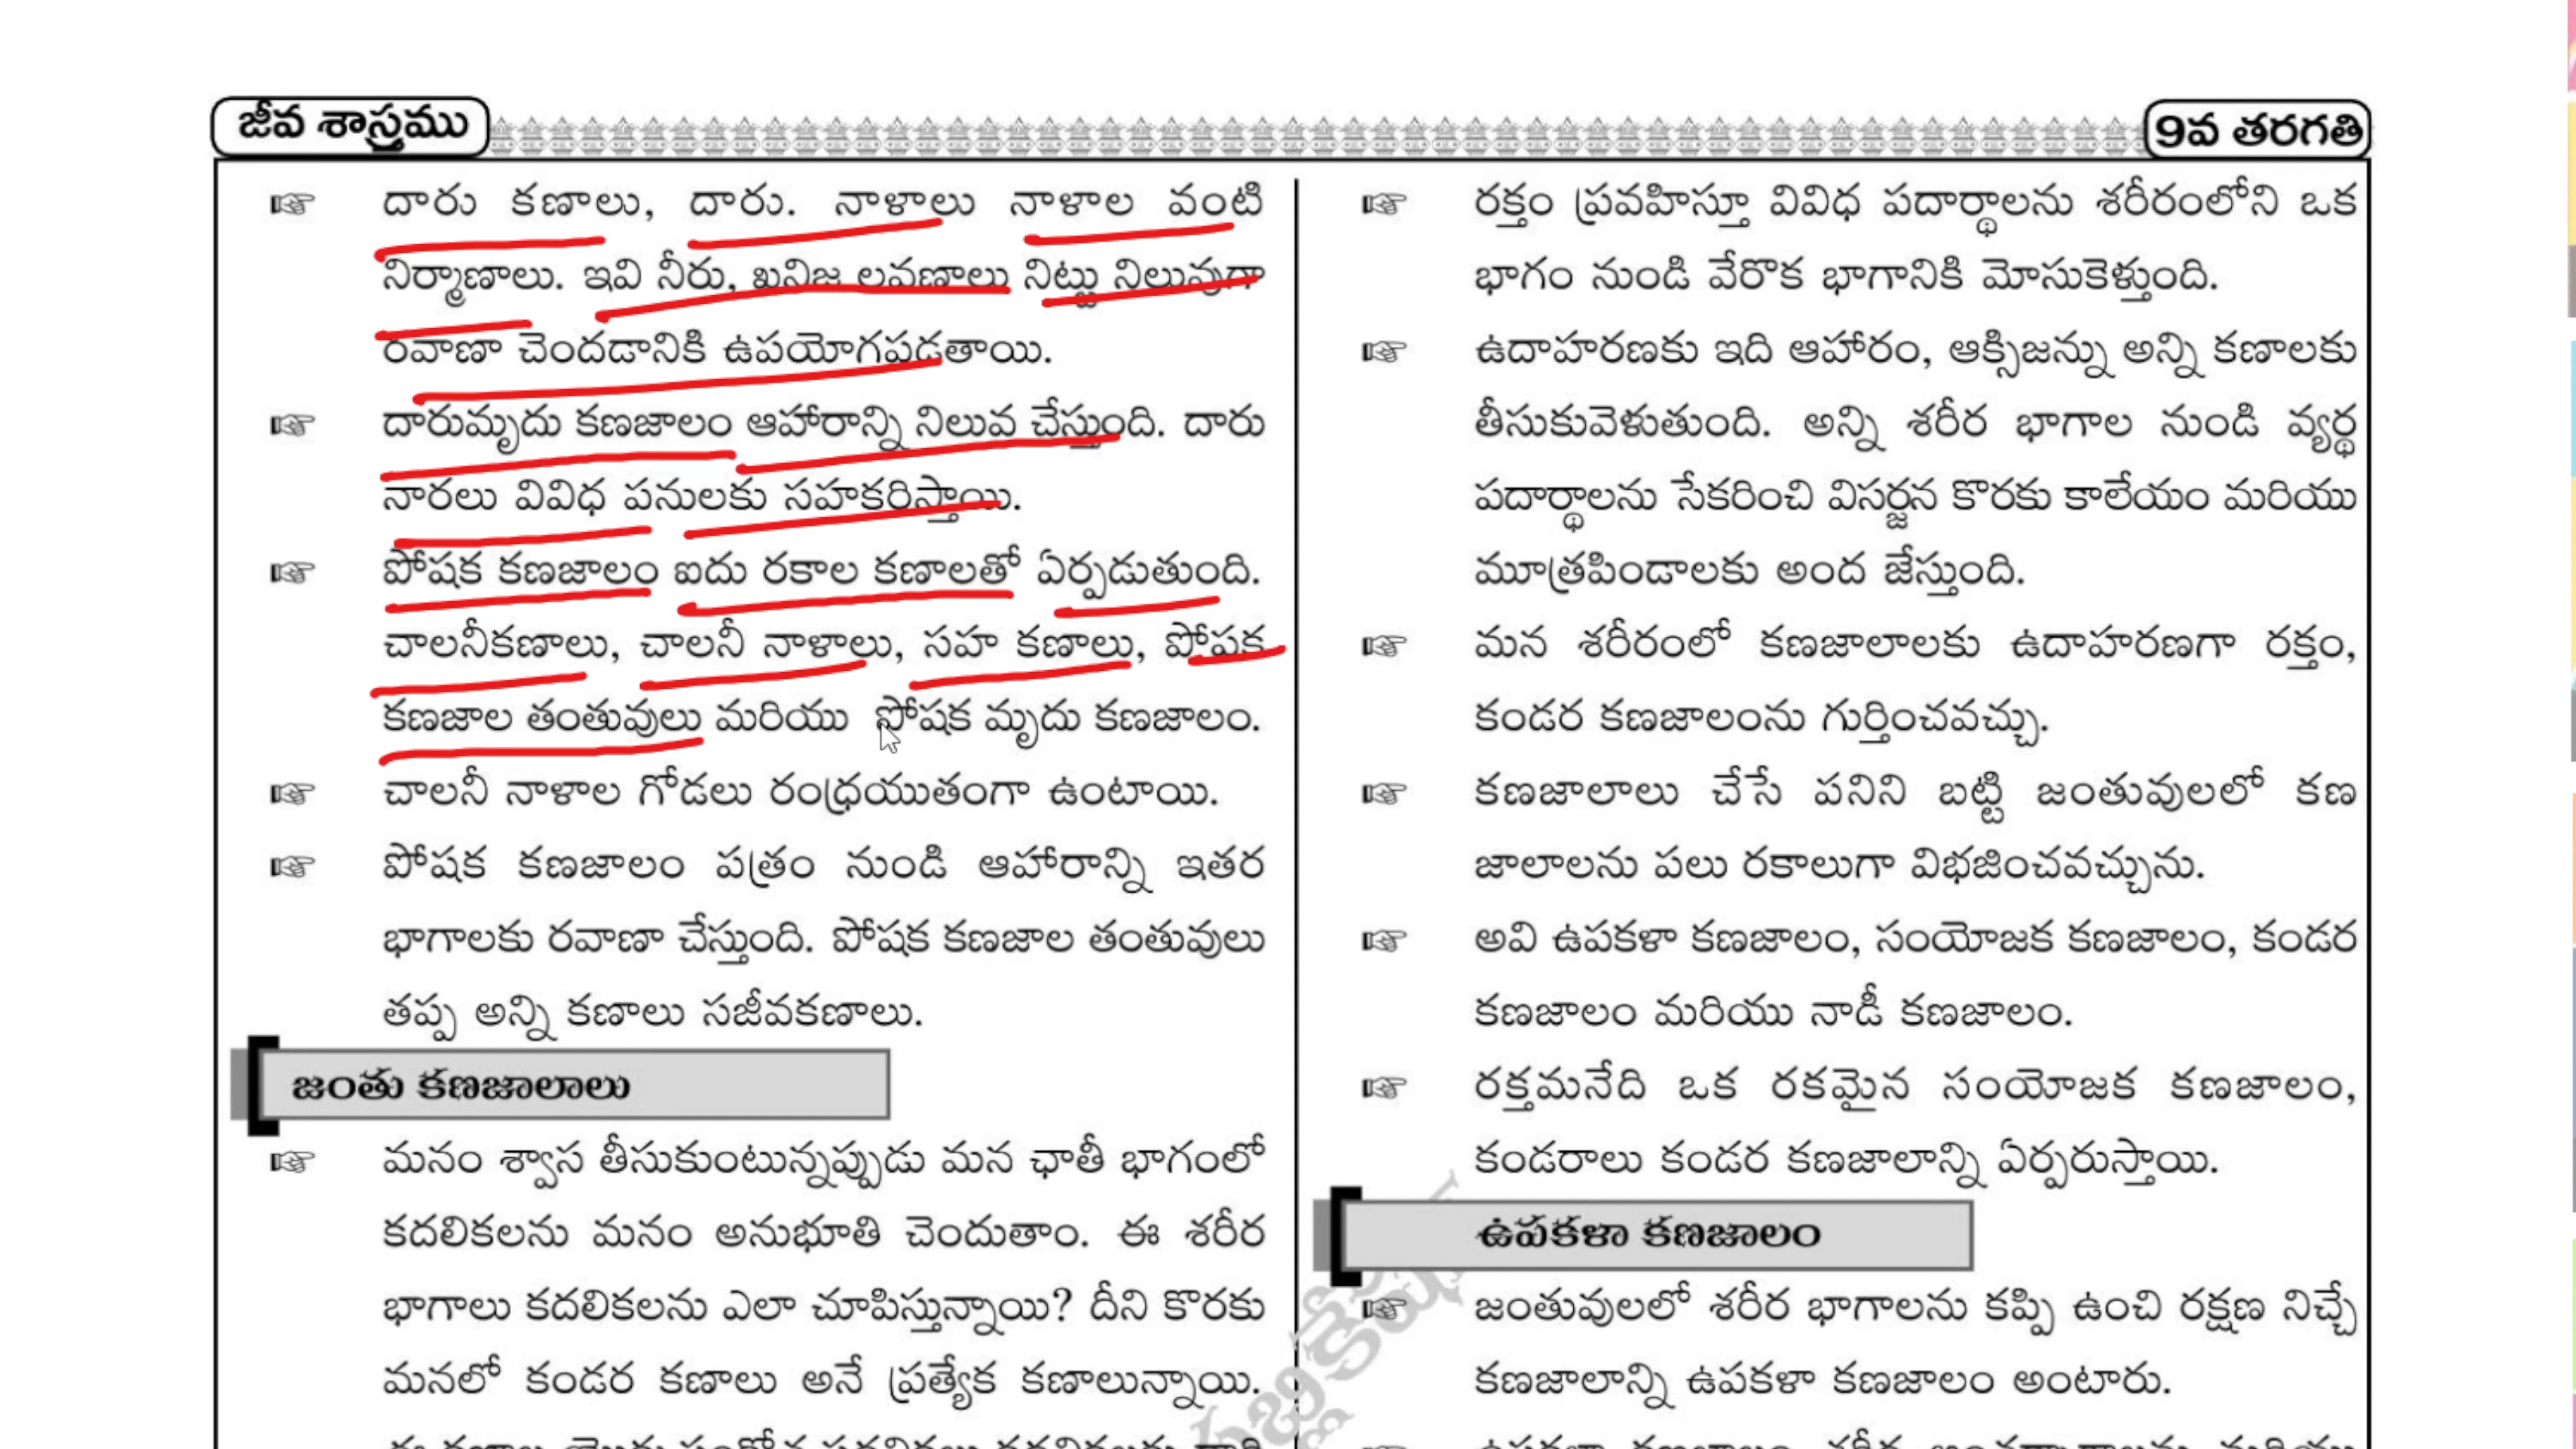 జీవ శాస్త్రము
9వ తరగతి
దారు కణాలు, దారు. నాళాలు నాళాల వంటి
నిర్మాణాలు. ఇవి నీరు, ఖనిజ లవణాలు నిట్ట నిలువుగా
రవాణా చెందడానికి ఉపయోగపడతాయి.
దారుమృదు కణజాలం ఆహారాన్ని నిలువ చేస్తుంది. దారు
నారలు వివిధ పనులకు సహకరిస్తాయి.
పోషక కణజాలం ఐదు రకాల కణాలతో ఏర్పడుతుంది.
చాలనీకణాలు, చాలనీ నాళాలు, సహ కణాలు, పోషక
కణజాల తంతువులు మరియు పోషక మృదు కణజాలం.
చాలనీ నాళాల గోడలు రంధ్రయుతంగా ఉంటాయి.
పోషక కణజాలం పత్రం నుండి ఆహారాన్ని ఇతర
భాగాలకు రవాణా చేస్తుంది. పోషక కణజాల తంతువులు
తప్ప అన్ని కణాలు సజీవకణాలు.
జంతు కణజాలాలు
మనం శ్వాస తీసుకుంటున్నప్పుడు మన ఛాతీ భాగంలో
కదలికలను మనం అనుభూతి చెందుతాం. ఈ శరీర
భాగాలు కదలికలను ఎలా చూపిస్తున్నాయి? దీని కొరకు
మనలో కండర కణాలు అనే ప్రత్యేక కణాలున్నాయి.
రక్తం ప్రవహిస్తూ వివిధ పదార్థాలను శరీరంలోని ఒక
భాగం నుండి వేరొక భాగానికి మోసుకెళ్తుంది.
ఉదాహరణకు ఇది ఆహారం, ఆక్సిజన్ను అన్ని కణాలకు
తీసుకువెళుతుంది. అన్ని శరీర భాగాల నుండి వ్యర్థ
పదార్థాలను సేకరించి విసర్జన కొరకు కాలేయం మరియు
మూత్రపిండాలకు అంద జేస్తుంది.
మన శరీరంలో కణజాలాలకు ఉదాహరణగా రక్తం,
కండర కణజాలంను గుర్తించవచ్చు.
కణజాలాలు చేసే పనిని బట్టి జంతువులలో కణ
జాలాలను పలు రకాలుగా విభజించవచ్చును.
అవి ఉపకళా కణజాలం, సంయోజక కణజాలం, కండర
కణజాలం మరియు నాడీ కణజాలం.
రక్తమనేది ఒక రకమైన సంయోజక కణజాలం,
కండరాలు కండర కణజాలాన్ని ఏర్పరుస్తాయి.
ఉపకళా కణజాలం
జంతువులలో శరీర భాగాలను కప్పి ఉంచి రక్షణ నిచ్చే
కణజాలాన్ని ఉపకళా కణజాలం అంటారు.